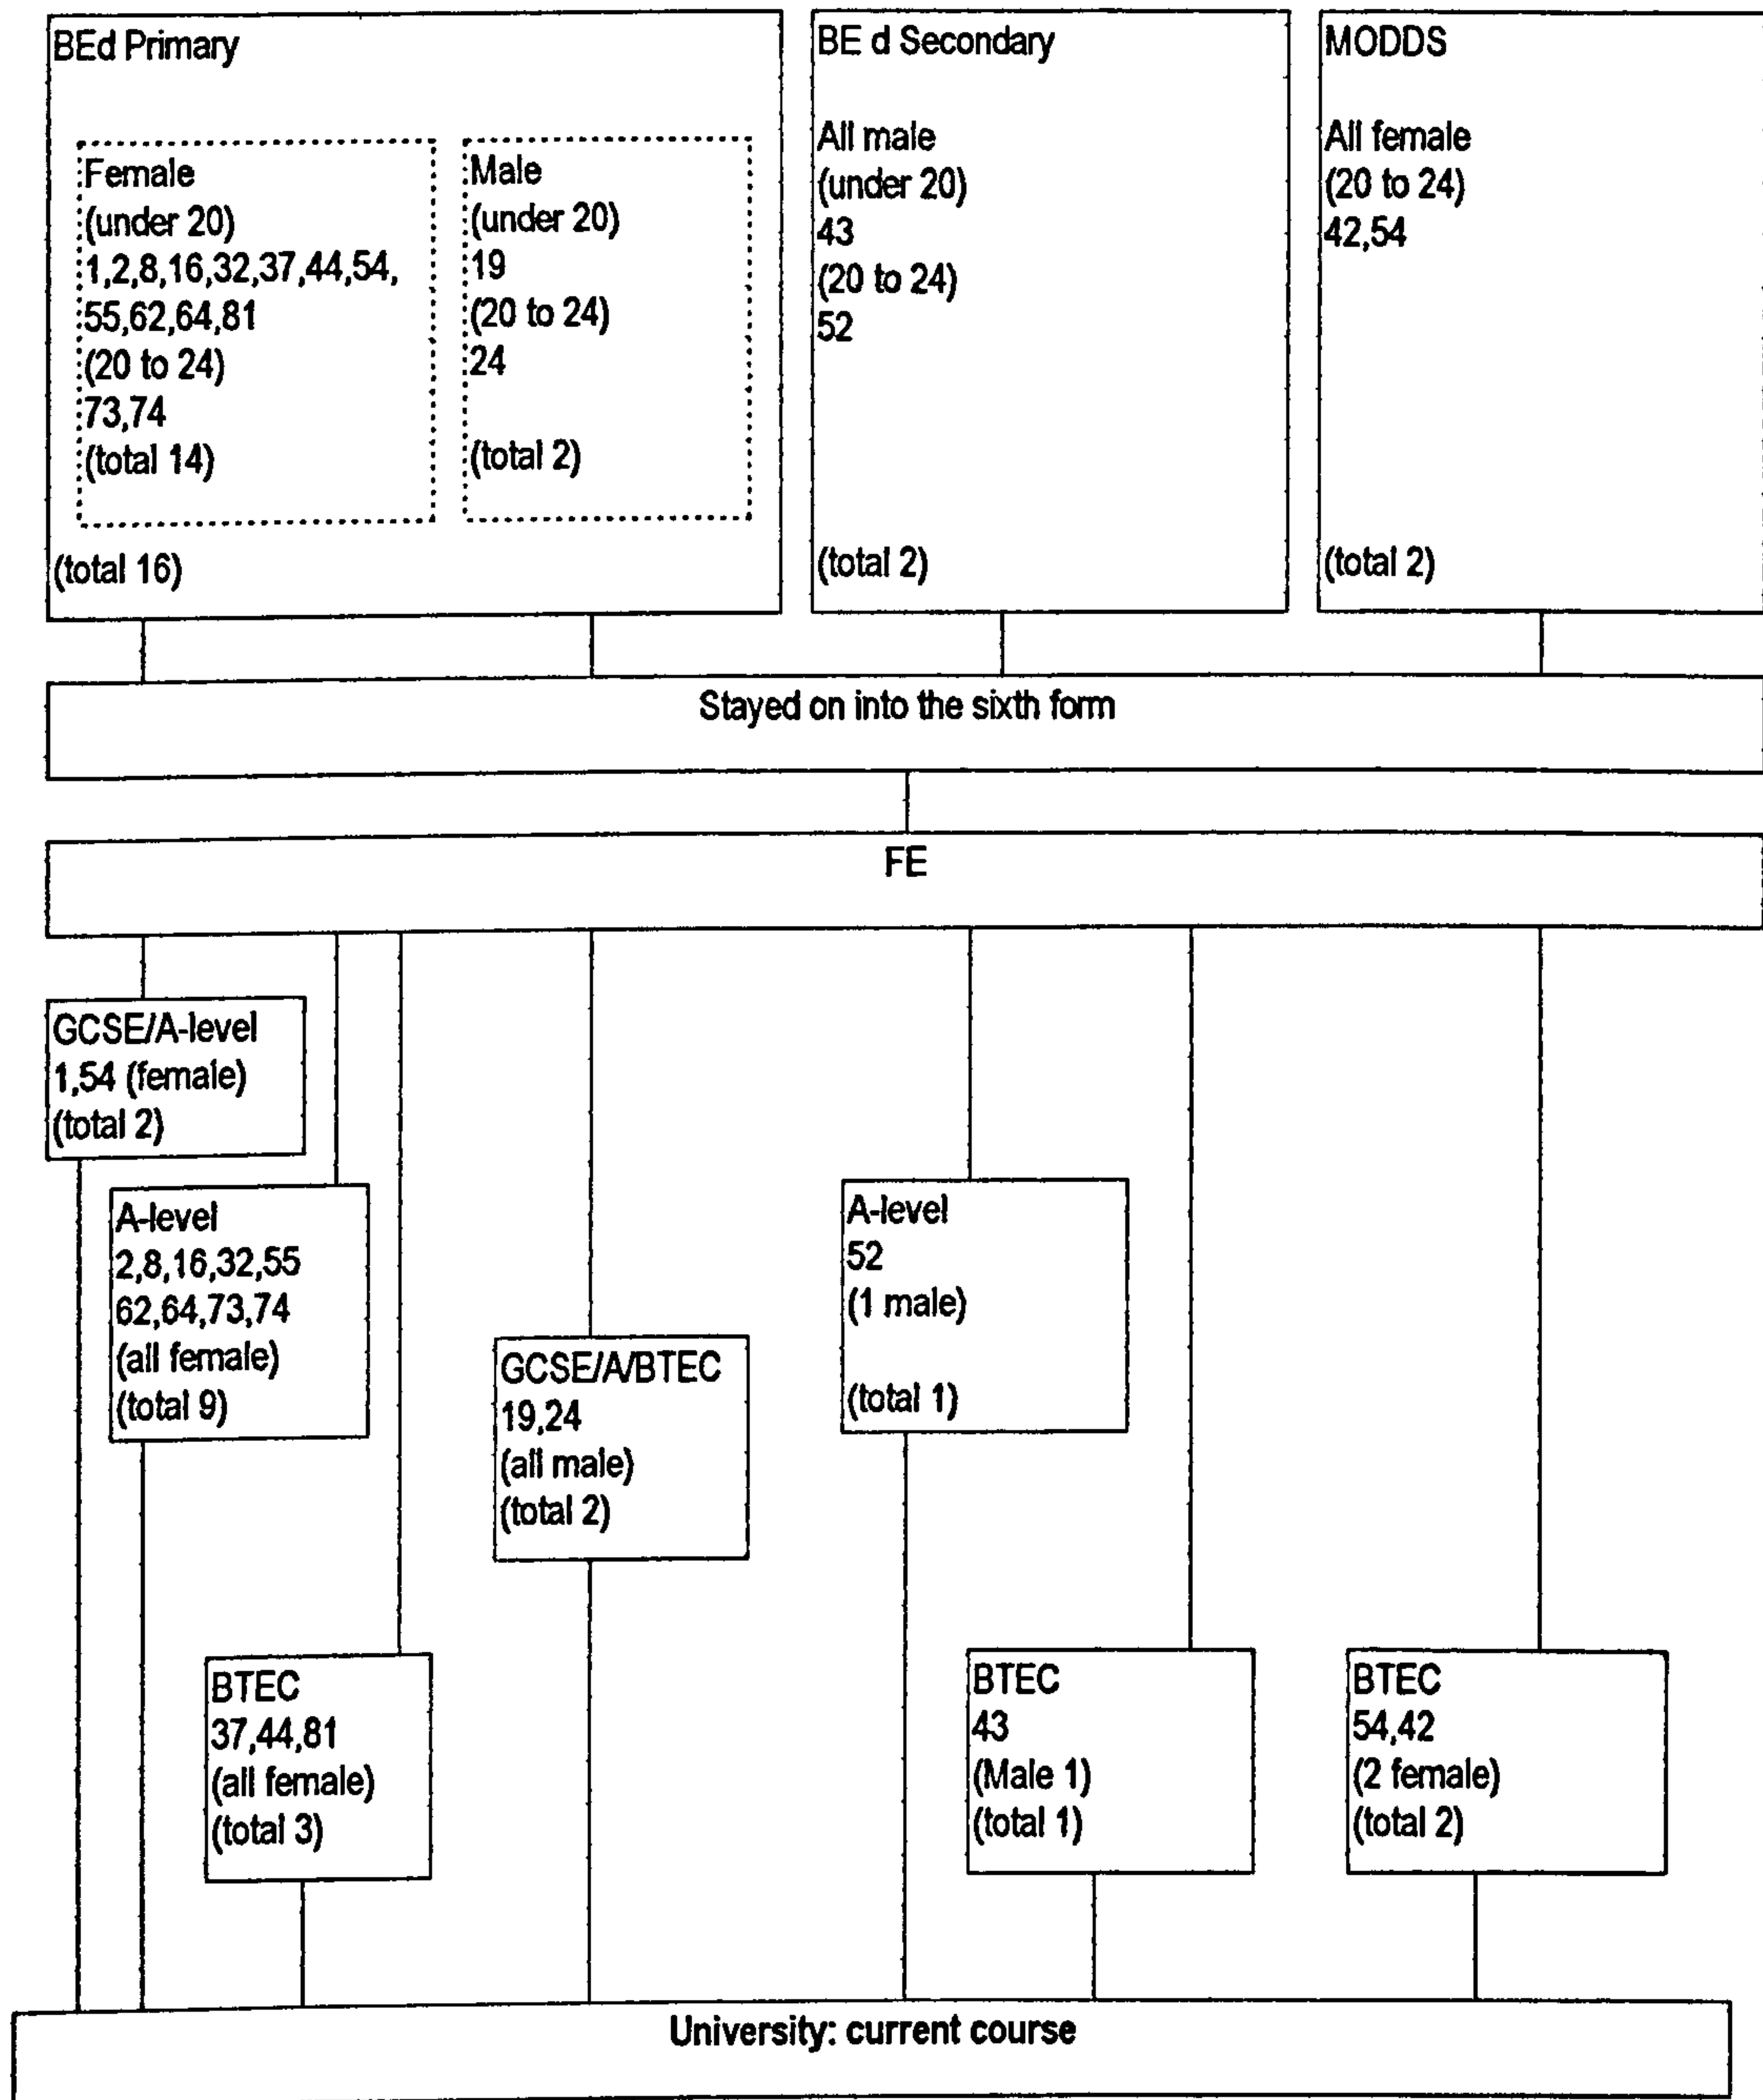 BEd Primary
Female
(under 20)
1,2,8,16,32,37,44,54,
55,62,64,81
(20 to 24)
73,74
(total 14)
Male
(under 20)
19
(20 to 24)
24
(total 2)
(total 16)
BE d Secondary
All male
(under 20)
43
(20 to 24)
52
(total 2)
MODDS
All female
(20 to 24)
42,54
(total 2)
Stayed on into the sixth form
FE
GCSE/A-level
1,54 (female)
(total 2)
A-level
2,8,16,32,55
62,64,73,74
(all female)
(total 9)
BTEC
37,44,81
(all female)
(total 3)
GCSE/A/BTEC
19,24
(all male)
(total 2)
A-level
52
(1 male)
(total 1)
BTEC
43
(Male 1)
(total 1)
BTEC
54,42
(2 female)
(total 2)
University: current course